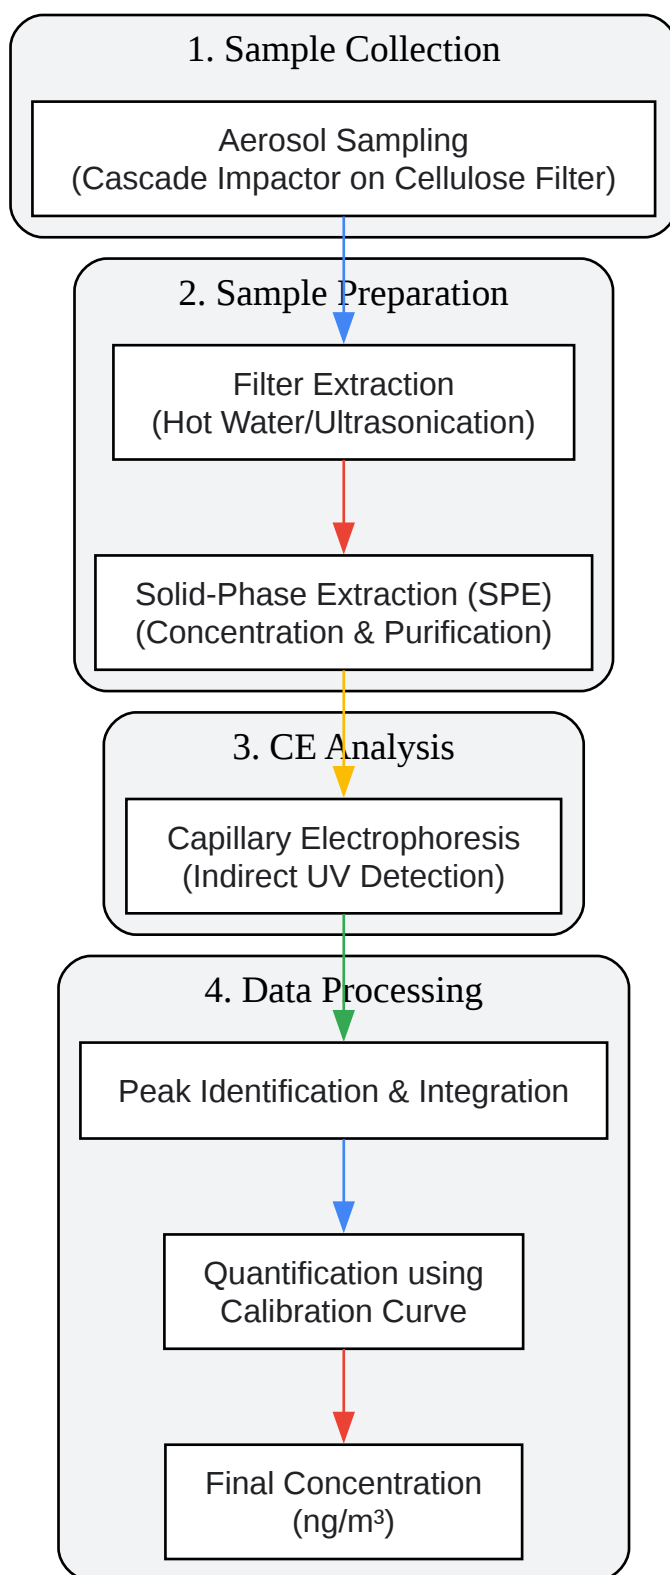 1. Sample Collection
Aerosol Sampling
(Cascade Impactor on Cellulose Filter)
2. Sample Preparation
Filter Extraction
(Hot Water/Ultrasonication)
Solid-Phase Extraction (SPE)
(Concentration & Purification)
3. CE Analysis
Capillary Electrophoresis
(Indirect UV Detection)
4. Data Processing
Peak Identification & Integration
Quantification using
Calibration Curve
Final Concentration
(ng/m³)